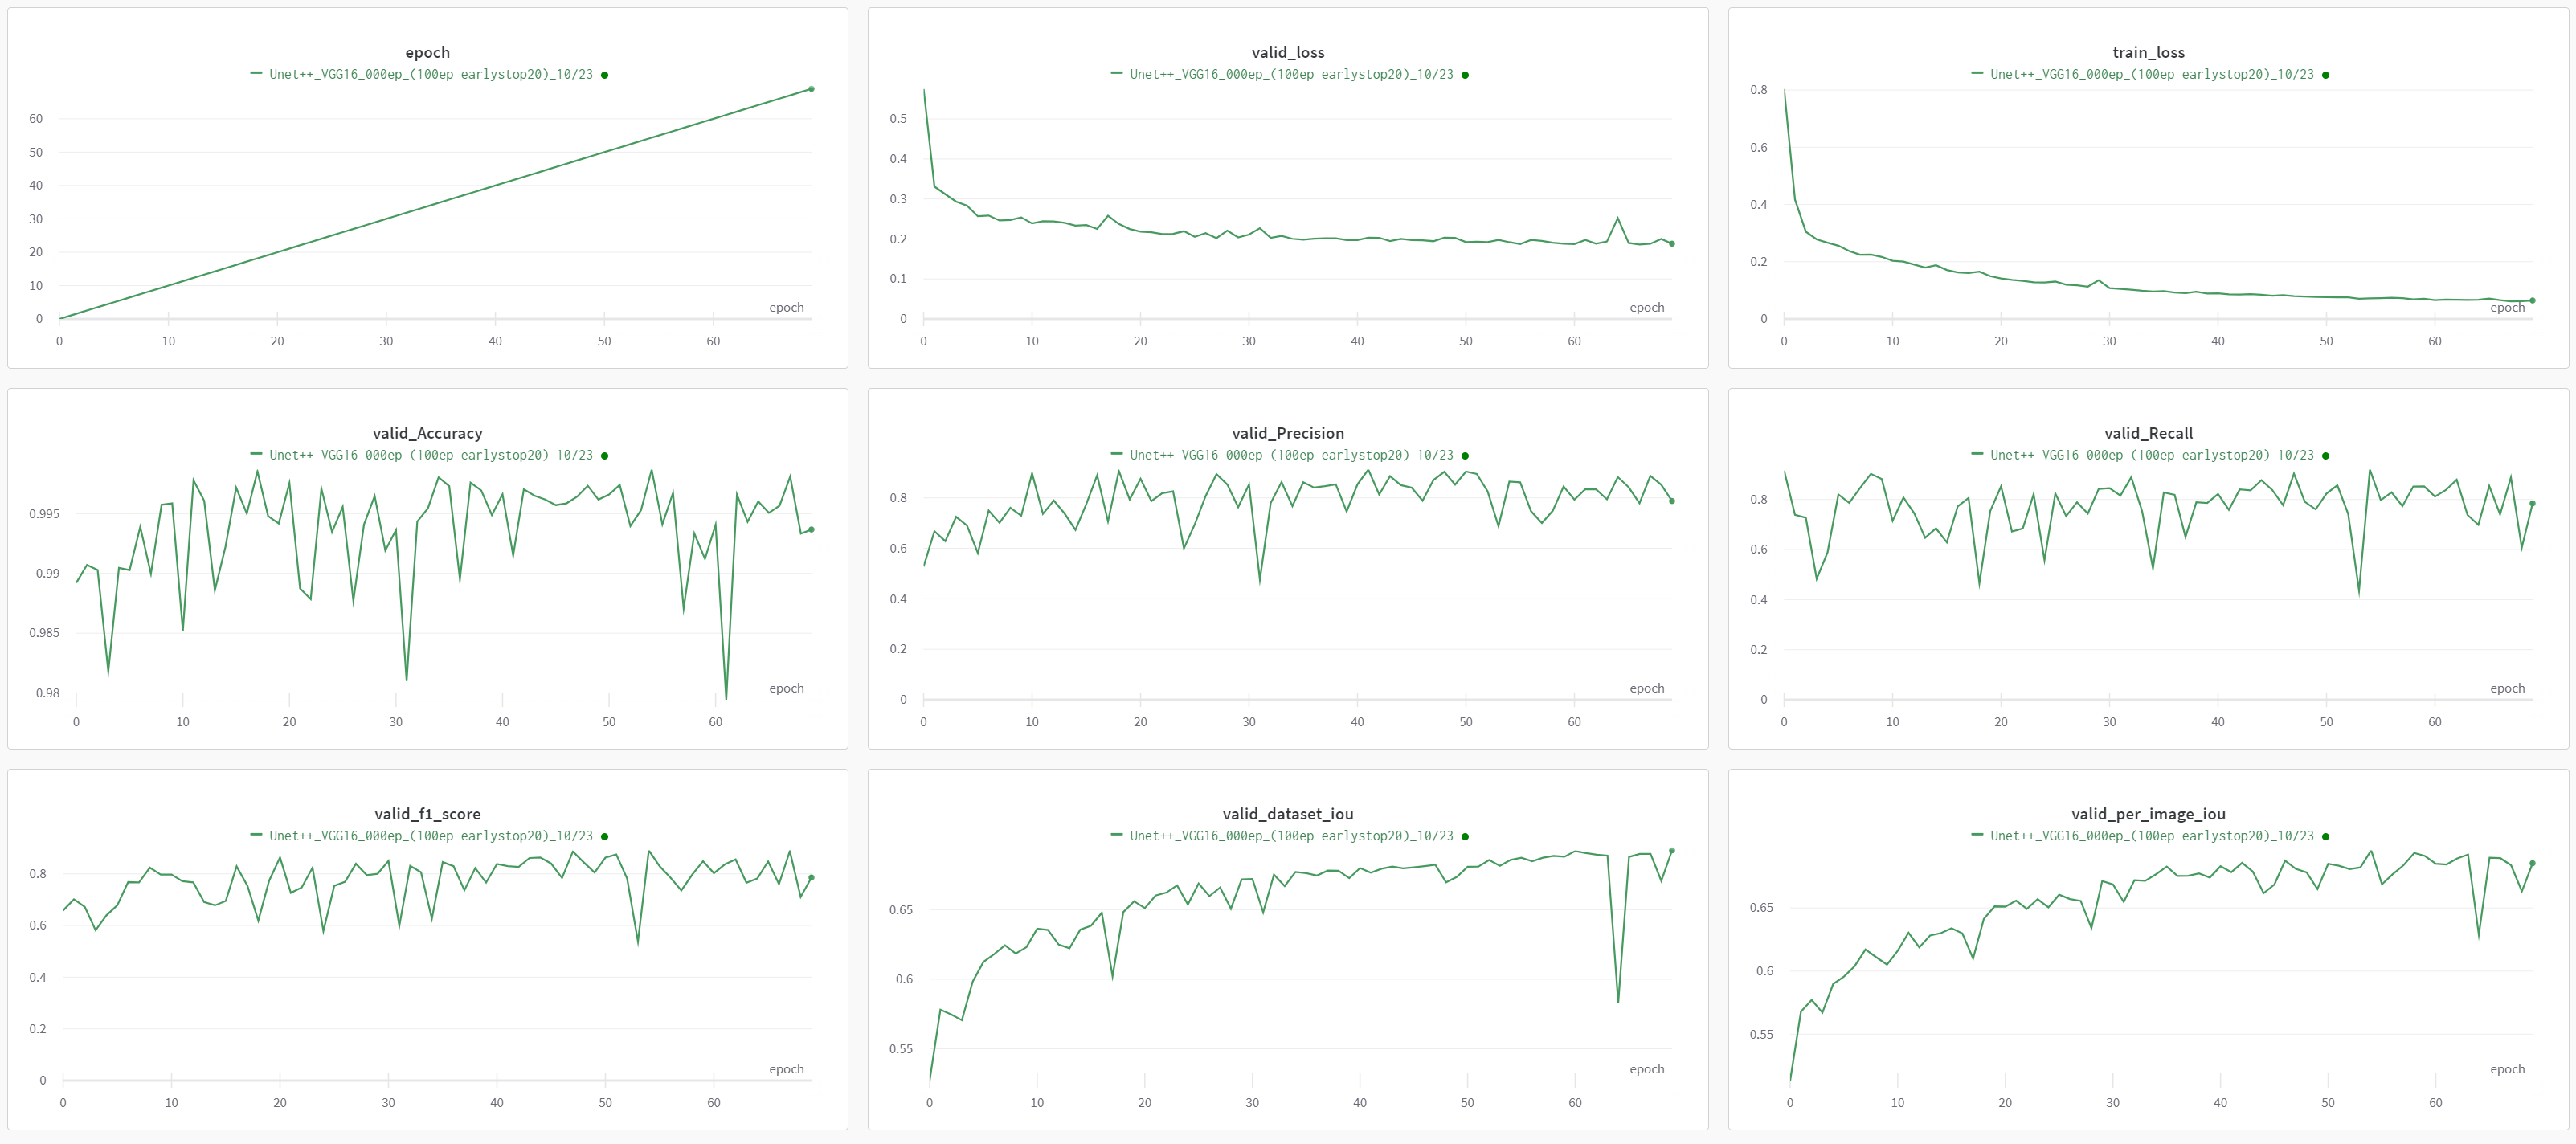 epoch
Unet++_VGG16_000ep_(100ep earlystop20)_10/23
60
50
40
30
20
10
0
epoch
0 10 20 30 40 50 60
valid_loss
Unet++_VGG16_000ep_(100ep earlystop20)_10/23
0.5
0.4
0.3
0.2
0.1
0
epoch
0 10 20 30 40 50 60
train_loss
Unet++_VGG16_000ep_(100ep earlystop20)_10/23
0.8
0.6
0.4
0.2
0
epoch
0 10 20 30 40 50 60
valid_Accuracy
Unet++_VGG16_000ep_(100ep earlystop20)_10/23
0.995
0.99
0.985
0.98
epoch
0 10 20 30 40 50 60
valid_Precision
Unet++_VGG16_000ep_(100ep earlystop20)_10/23
0.8
0.6
0.4
0.2
0
epoch
0 10 20 30 40 50 60
valid_Recall
Unet++_VGG16_000ep_(100ep earlystop20)_10/23
0.8
0.6
0.4
0.2
0
epoch
0 10 20 30 40 50 60
valid_f1_score
Unet++_VGG16_000ep_(100ep earlystop20)_10/23
0.8
0.6
0.4
0.2
0
epoch
0 10 20 30 40 50 60
valid_dataset_iou
Unet++_VGG16_000ep_(100ep earlystop20)_10/23
0.65
0.6
0.55
epoch
0 10 20 30 40 50 60
valid_per_image_iou
Unet++_VGG16_000ep_(100ep earlystop20)_10/23
0.65
0.6
0.55
epoch
0 10 20 30 40 50 60